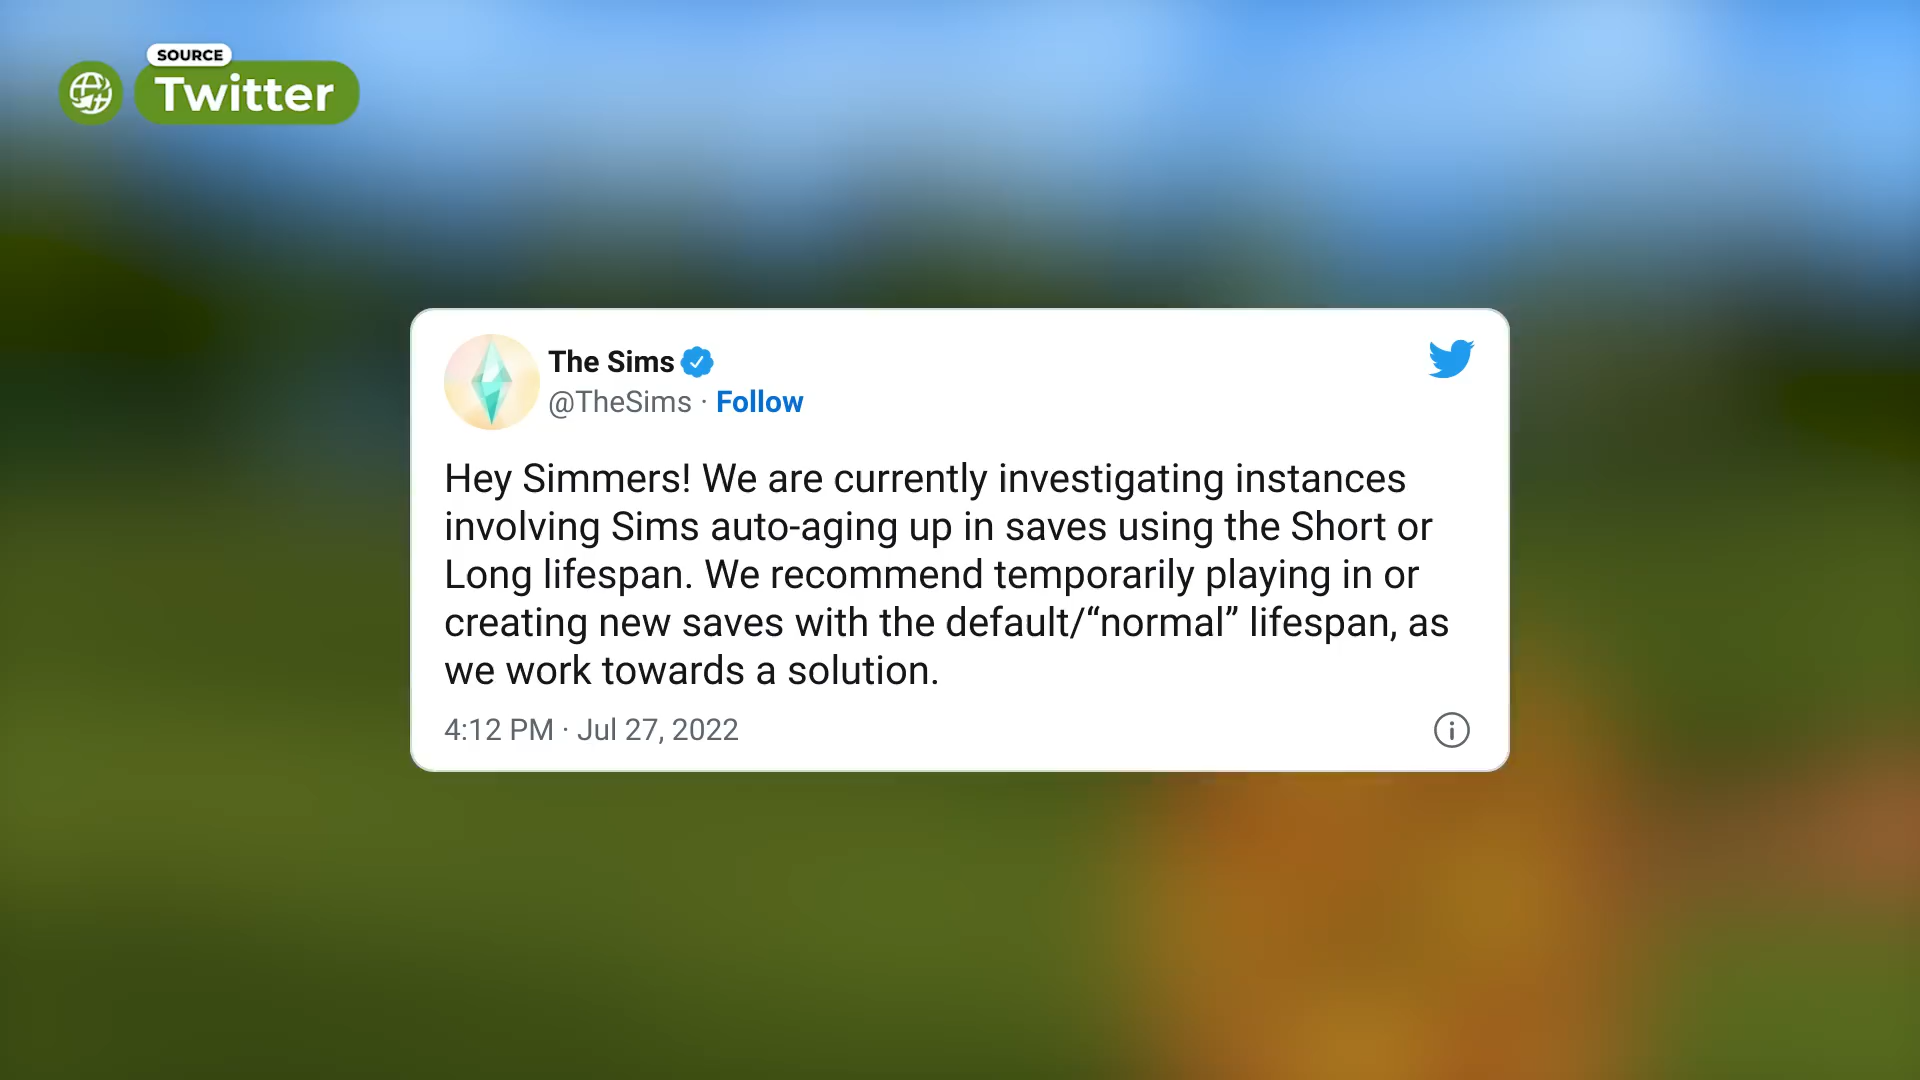 SOURCE
Twitter
The Sims
@TheSims · Follow
Hey Simmers! We are currently investigating instances
involving Sims auto-aging up in saves using the Short or
Long lifespan. We recommend temporarily playing in or
creating new saves with the default/“normal” lifespan, as
we work towards a solution.
4:12 PM · Jul 27, 2022